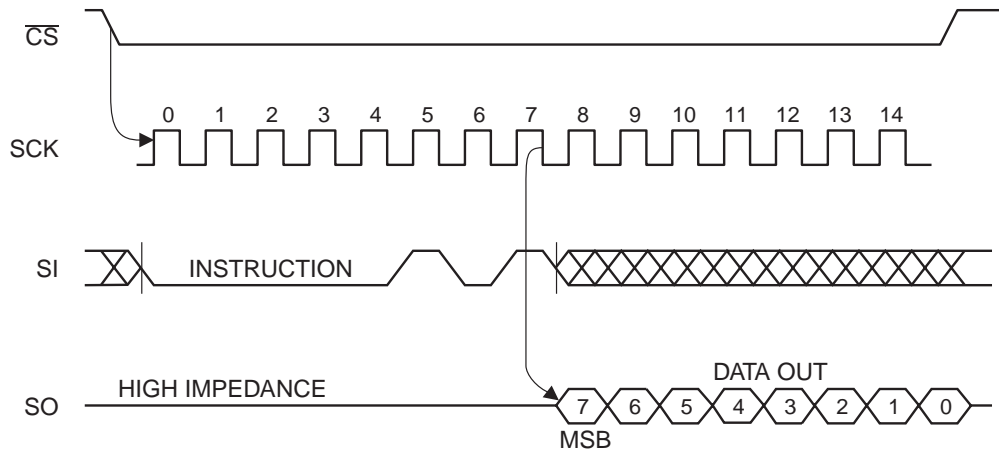 CS
0 1 2 3 4 5 6 7 8 9 10 11 12 13 14
SCK
SI INSTRUCTION
DATA OUT
HIGH IMPEDANCE
SO 7 6 5 4 3 2 1 0
MSB